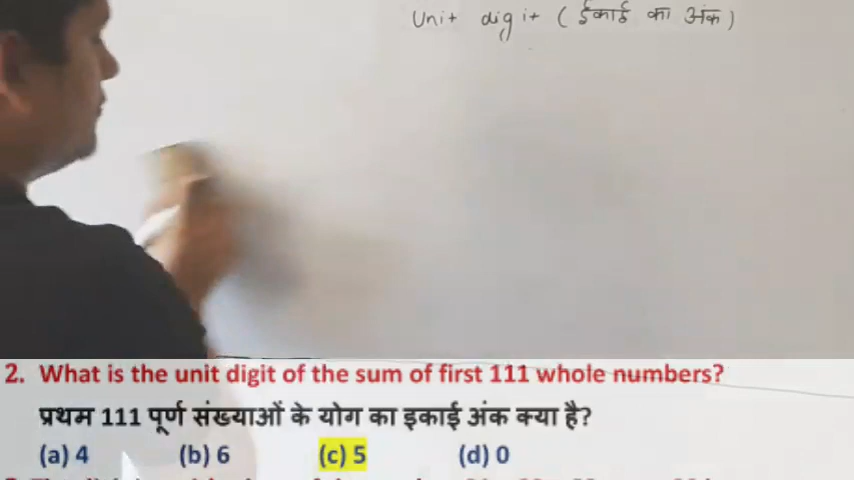 Unit digit (ईकाई का अंक)
2. What is the unit digit of the sum of first 111 whole numbers?
प्रथम 111 पूर्ण संख्याओं के योग का इकाई अंक क्या है?
(a) 4 (b) 6 (c) 5 (d) 0